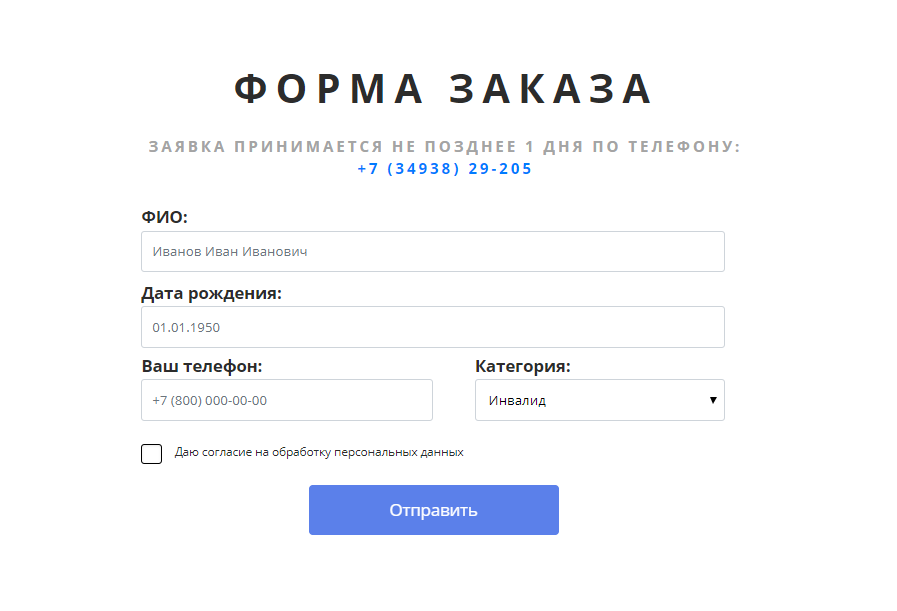 ФОРМА ЗАКАЗА
ЗАЯВКА ПРИНИМАЕТСЯ НЕ ПОЗДНЕЕ 1 ДНЯ ПО ТЕЛЕФОНУ:
+7 (34938) 29-205
ФИО:
Иванов Иван Иванович
Дата рождения:
01.01.1950
Ваш телефон:
+7 (800) 000-00-00
Категория:
Инвалид
Даю согласие на обработку персональных данных
Отправить